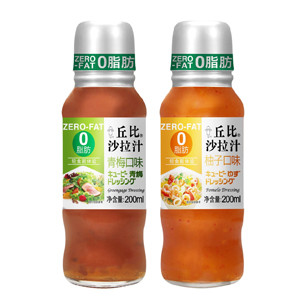 ZERO-FAT 0脂肪
ZERO-FAT
0
脂肪
丘比®
沙拉汁
青梅口味
キユーピー青梅
ドレッシング
Greengage Dressing
净含量:200ml
ZERO-FAT 0脂肪
ZERO-FAT
0
脂肪
丘比®
沙拉汁
柚子口味
キユーピーゆず
ドレッシング
Pomelo Dressing
净含量:200ml